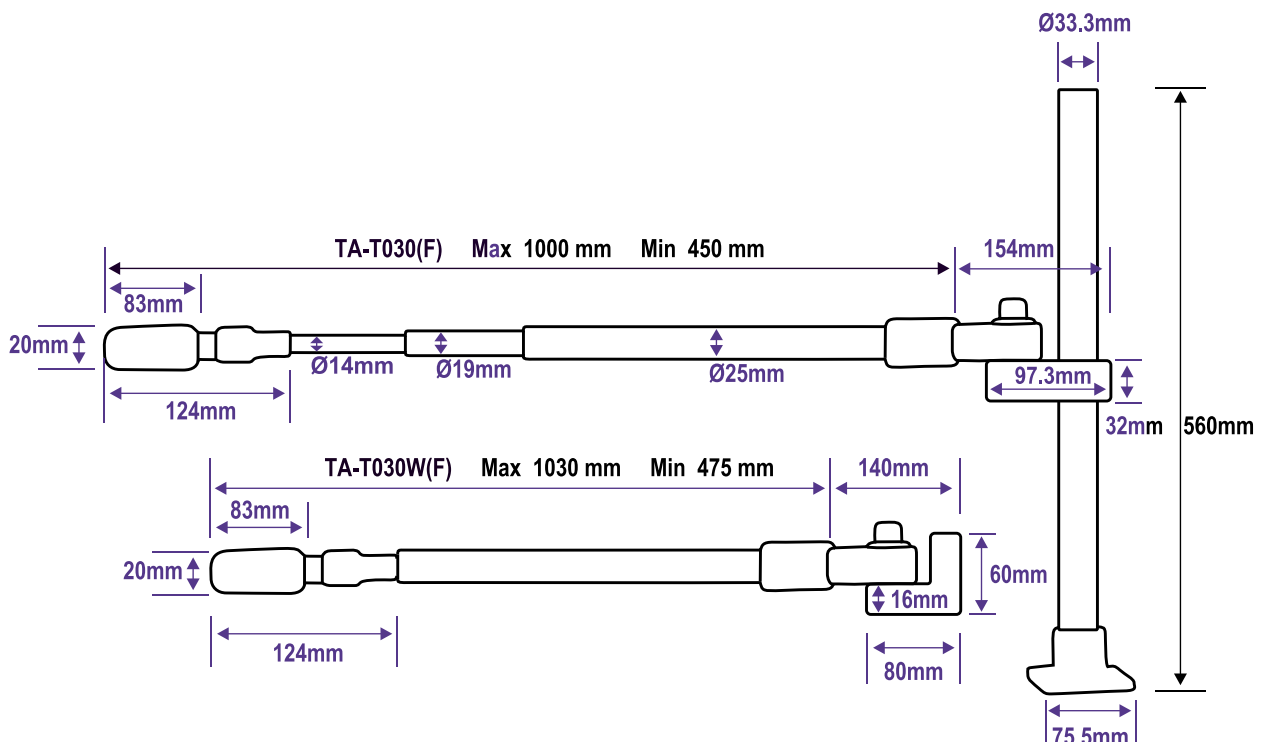 Ø33.3mm
TA-T030(F) Max 1000 mm Min 450 mm
154mm
83mm
20mm
Ø14mm
Ø19mm
Ø25mm
97.3mm
124mm
32mm
560mm
TA-T030W(F) Max 1030 mm Min 475 mm
140mm
83mm
20mm
60mm
16mm
124mm
80mm
75.5mm